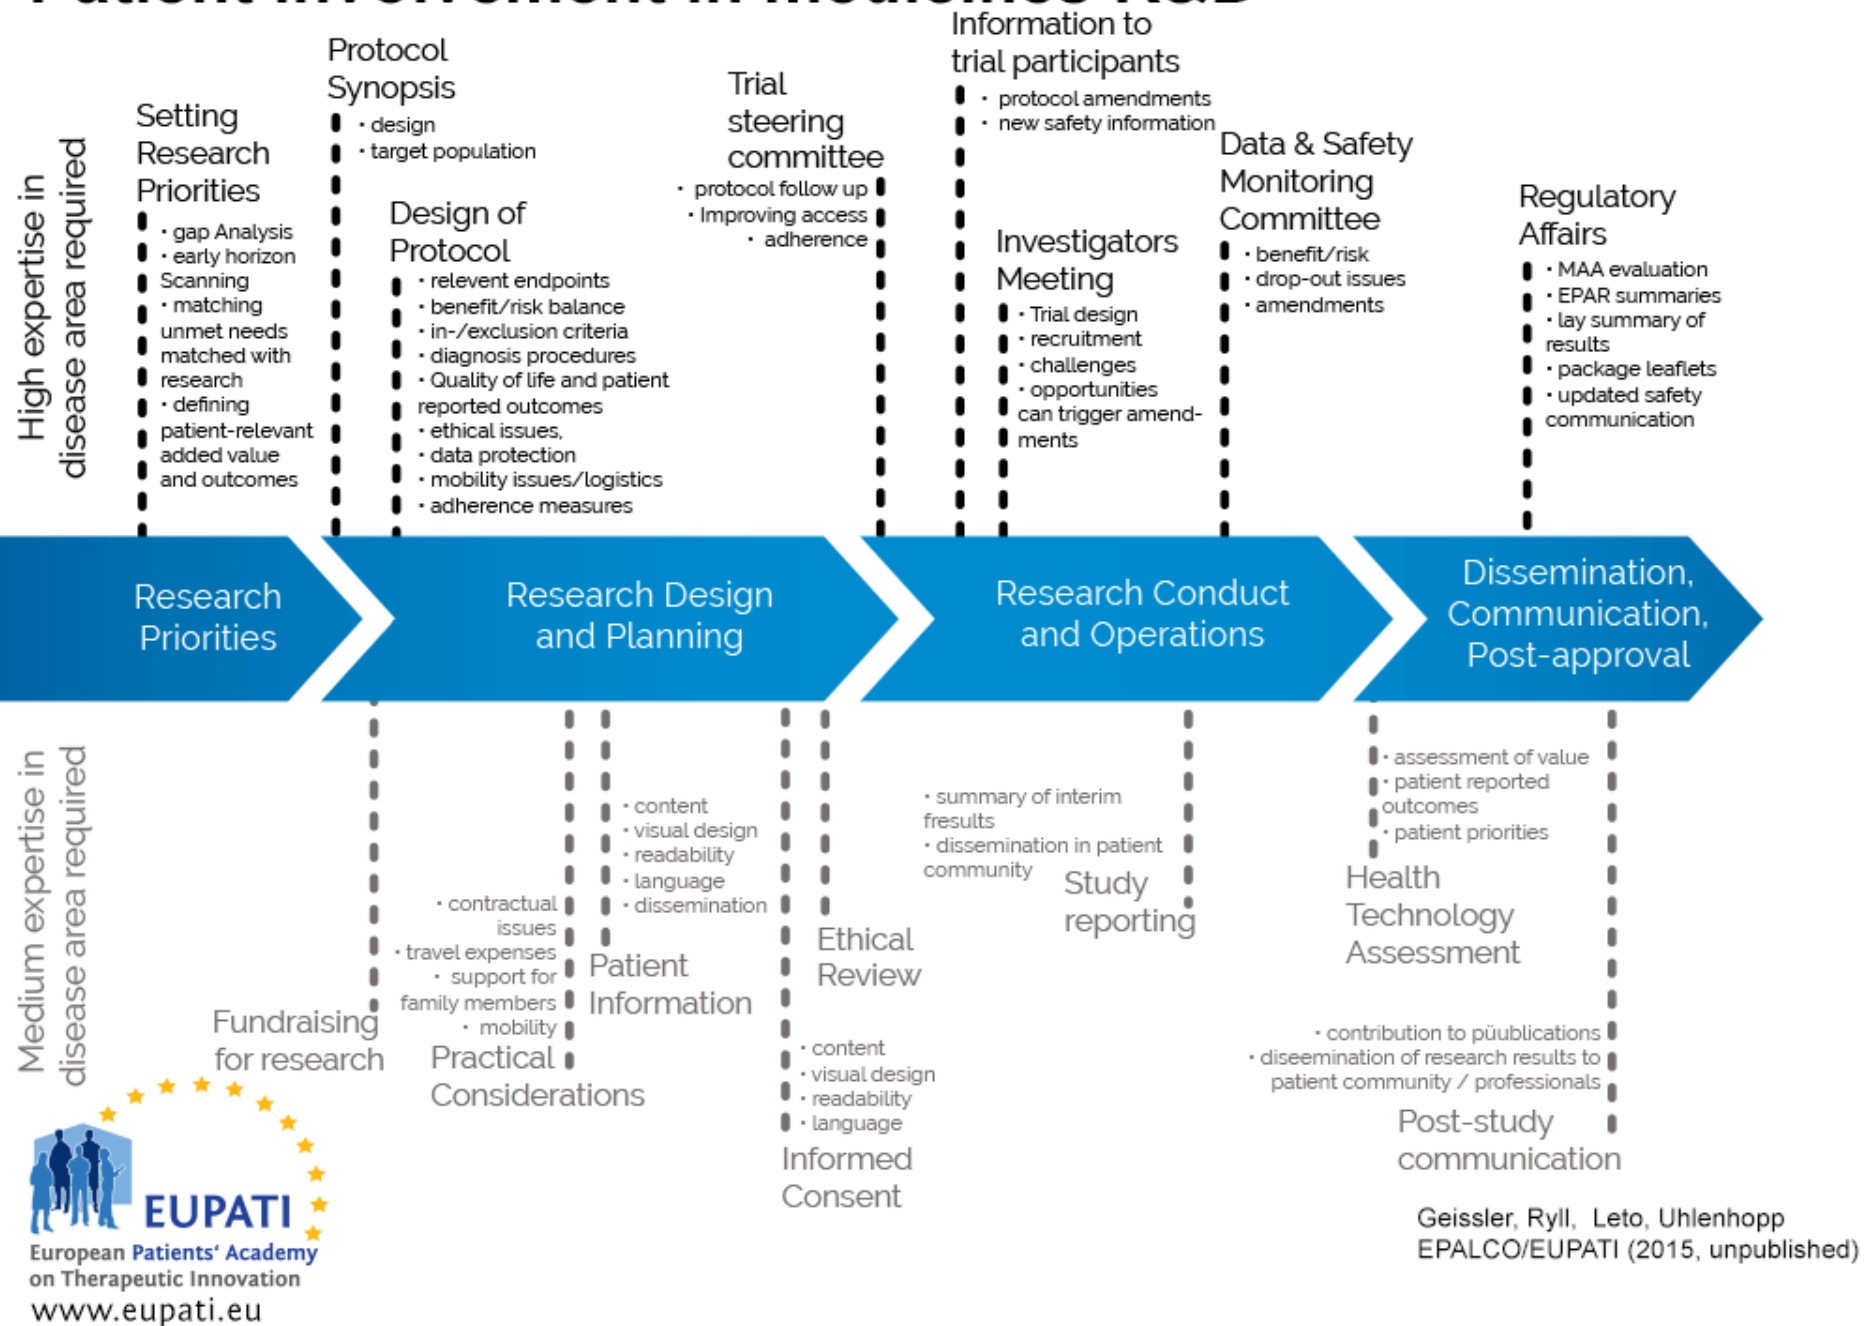 Patient involvement in medicines R&D
High expertise in
disease area required
Setting
Research
Priorities
· gap Analysis
· early horizon
Scanning
· matching
unmet needs
matched with
research
· defining
patient-relevant
added value
and outcomes
Protocol
Synopsis
· design
· target population
Design of
Protocol
· relevent endpoints
· benefit/risk balance
· in-/exclusion criteria
· diagnosis procedures
· Quality of life and patient
reported outcomes
· ethical issues,
· data protection
· mobility issues/logistics
· adherence measures
Trial
steering
committee
· protocol follow up
· Improving access
· adherence
Information to
trial participants
· protocol amendments
· new safety information
Investigators
Meeting
· Trial design
· recruitment
· challenges
· opportunities
can trigger amend-
ments
Data & Safety
Monitoring
Committee
· benefit/risk
· drop-out issues
· amendments
Regulatory
Affairs
· MAA evaluation
· EPAR summaries
· lay summary of
results
· package leaflets
· updated safety
communication
Research
Priorities
Research Design
and Planning
Research Conduct
and Operations
Dissemination,
Communication,
Post-approval
Medium expertise in
disease area required
Fundraising
for research
· contractual
issues
· travel expenses
· support for
family members
· mobility
Practical
Considerations
· content
· visual design
· readability
· language
· dissemination
Patient
Information
Ethical
Review
· content
· visual design
· readability
· language
Informed
Consent
· summary of interim
fresults
· dissemination in patient
community
Study
reporting
· assessment of value
· patient reported
outcomes
· patient priorities
Health
Technology
Assessment
· contribution to püublications
· diseemination of research results to
patient community / professionals
Post-study
communication
EUPATI
European Patients' Academy
on Therapeutic Innovation
www.eupati.eu
Geissler, Ryll, Leto, Uhlenhopp
EPALCO/EUPATI (2015, unpublished)